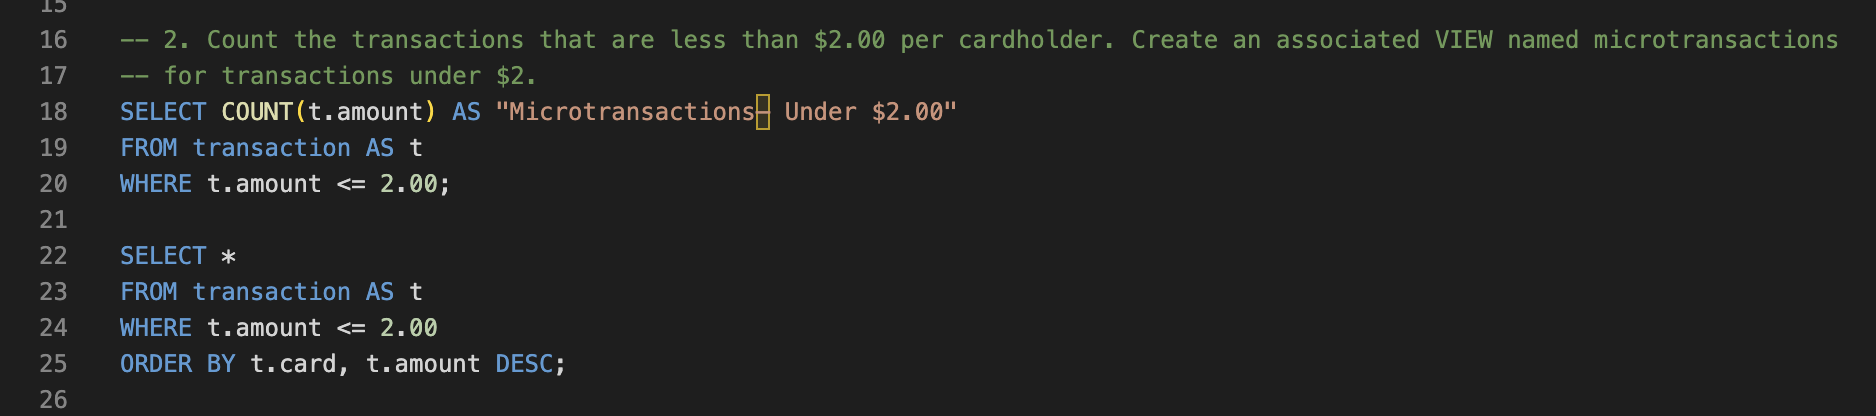 15
16 -- 2. Count the transactions that are less than $2.00 per cardholder. Create an associated VIEW named microtransactions
17 -- for transactions under $2.
18 SELECT COUNT(t.amount) AS "Microtransactions– Under $2.00"
19 FROM transaction AS t
20 WHERE t.amount <= 2.00;
21
22 SELECT *
23 FROM transaction AS t
24 WHERE t.amount <= 2.00
25 ORDER BY t.card, t.amount DESC;
26